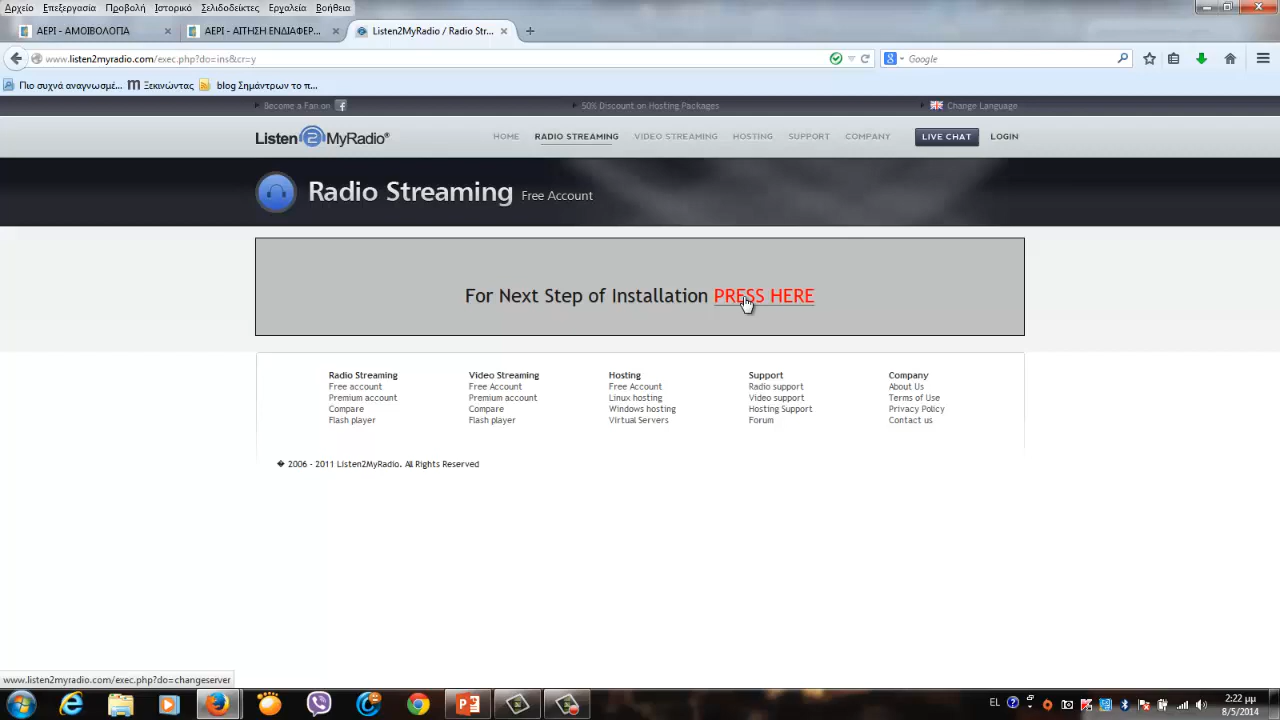 Αρχείο Επεξεργασία Προβολή Ιστορικό Σελιδοδείκτες Εργαλεία Βοήθεια
ΑΕΠΙ - ΑΜΟΙΒΟΛΟΓΙΑ × ΑΕΠΙ - ΑΙΤΗΣΗ ΕΝΔΙΑΦΕΡ... × Listen2MyRadio / Radio Str... × +
www.listen2myradio.com/exec.php?do=ins&cr=y Google
Πιο συχνά αναγνωσμέ... Ξεκινώντας blog Σημάντρων το π...
Become a Fan on 50% Discount on Hosting Packages Change Language
Listen2MyRadio® HOME RADIO STREAMING VIDEO STREAMING HOSTING SUPPORT COMPANY LIVE CHAT LOGIN
Radio Streaming Free Account
For Next Step of Installation PRESS HERE
Radio Streaming Video Streaming Hosting Support Company
Free account Free Account Free Account Radio support About Us
Premium account Premium account Linux hosting Video support Terms of Use
Compare Compare Windows hosting Hosting Support Privacy Policy
Flash player Flash player Virtual Servers Forum Contact us
� 2006 - 2011 Listen2MyRadio. All Rights Reserved
www.listen2myradio.com/exec.php?do=changeserver
EL 2:22 μμ
8/5/2014